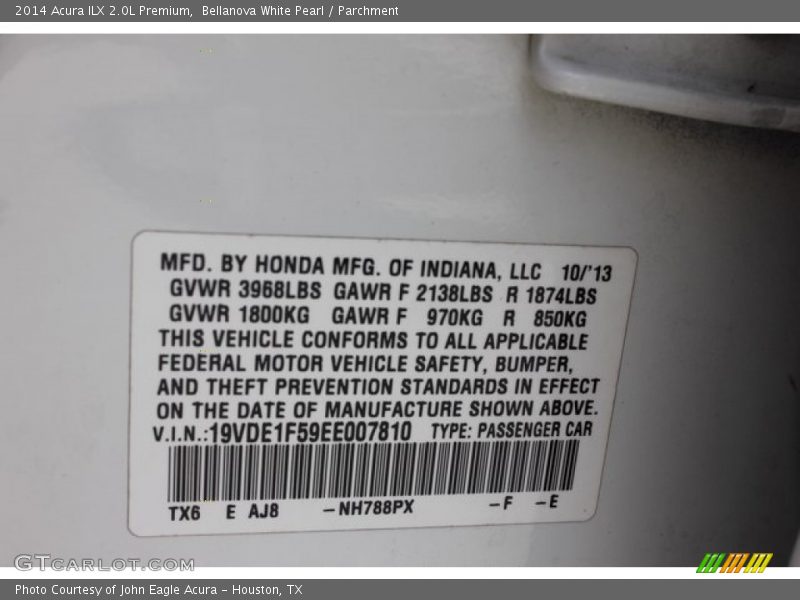 2014 Acura ILX 2.0L Premium,  Bellanova White Pearl / Parchment
MFD. BY HONDA MFG. OF INDIANA, LLC 10/'13
GVWR 3968LBS GAWR F 2138LBS R 1874LBS
GVWR 1800KG GAWR F 970KG R 850KG
THIS VEHICLE CONFORMS TO ALL APPLICABLE
FEDERAL MOTOR VEHICLE SAFETY, BUMPER,
AND THEFT PREVENTION STANDARDS IN EFFECT
ON THE DATE OF MANUFACTURE SHOWN ABOVE.
V.I.N.:19VDE1F59EE007810 TYPE: PASSENGER CAR
TX6 E AJ8 -NH788PX -F -E
GTCARLOT.COM
Photo Courtesy of John Eagle Acura - Houston, TX